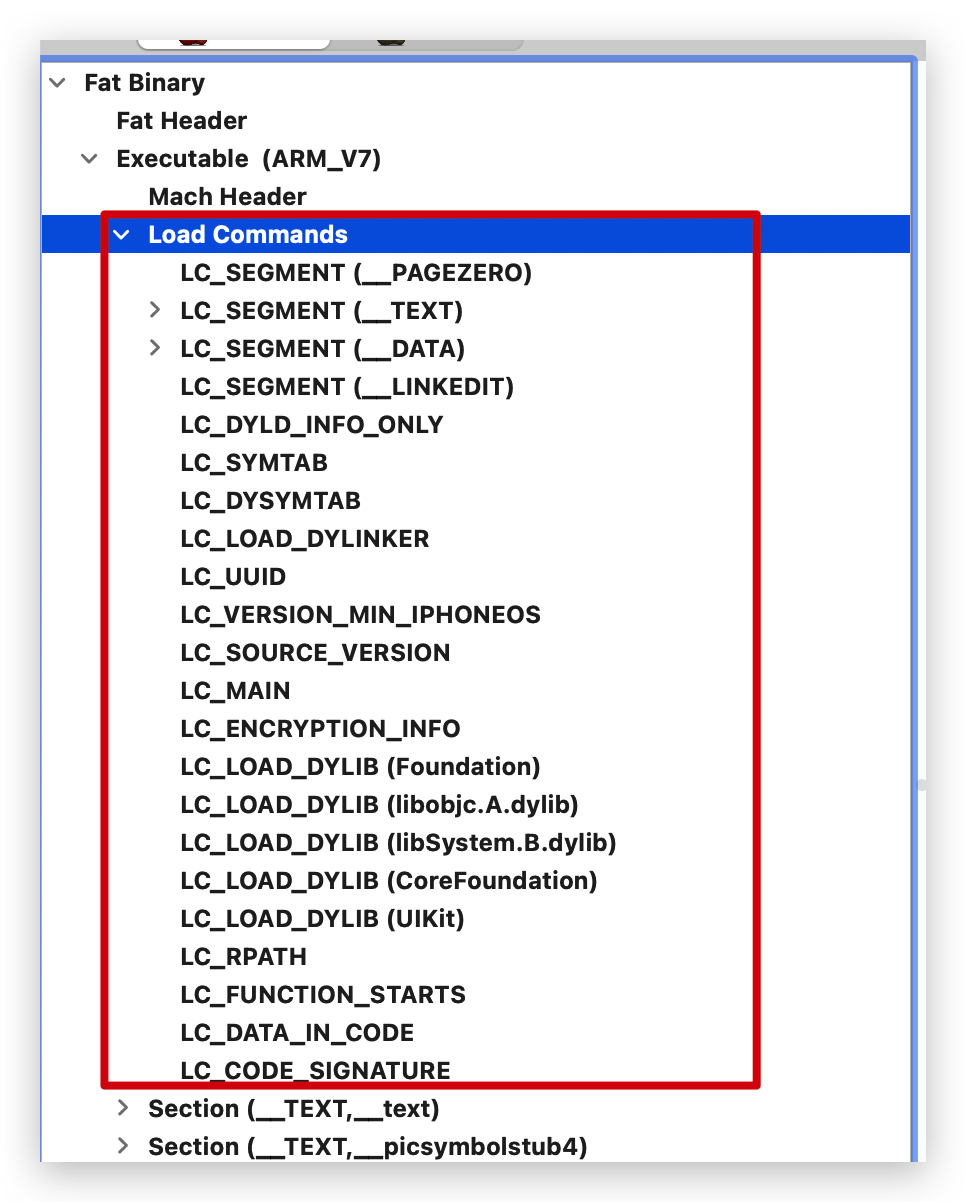 Fat Binary
Fat Header
Executable (ARM_V7)
Mach Header
Load Commands
LC_SEGMENT (__PAGEZERO)
LC_SEGMENT (__TEXT)
LC_SEGMENT (__DATA)
LC_SEGMENT (__LINKEDIT)
LC_DYLD_INFO_ONLY
LC_SYMTAB
LC_DYSYMTAB
LC_LOAD_DYLINKER
LC_UUID
LC_VERSION_MIN_IPHONEOS
LC_SOURCE_VERSION
LC_MAIN
LC_ENCRYPTION_INFO
LC_LOAD_DYLIB (Foundation)
LC_LOAD_DYLIB (libobjc.A.dylib)
LC_LOAD_DYLIB (libSystem.B.dylib)
LC_LOAD_DYLIB (CoreFoundation)
LC_LOAD_DYLIB (UIKit)
LC_RPATH
LC_FUNCTION_STARTS
LC_DATA_IN_CODE
LC_CODE_SIGNATURE
Section (__TEXT,__text)
Section (__TEXT,__picsymbolstub4)